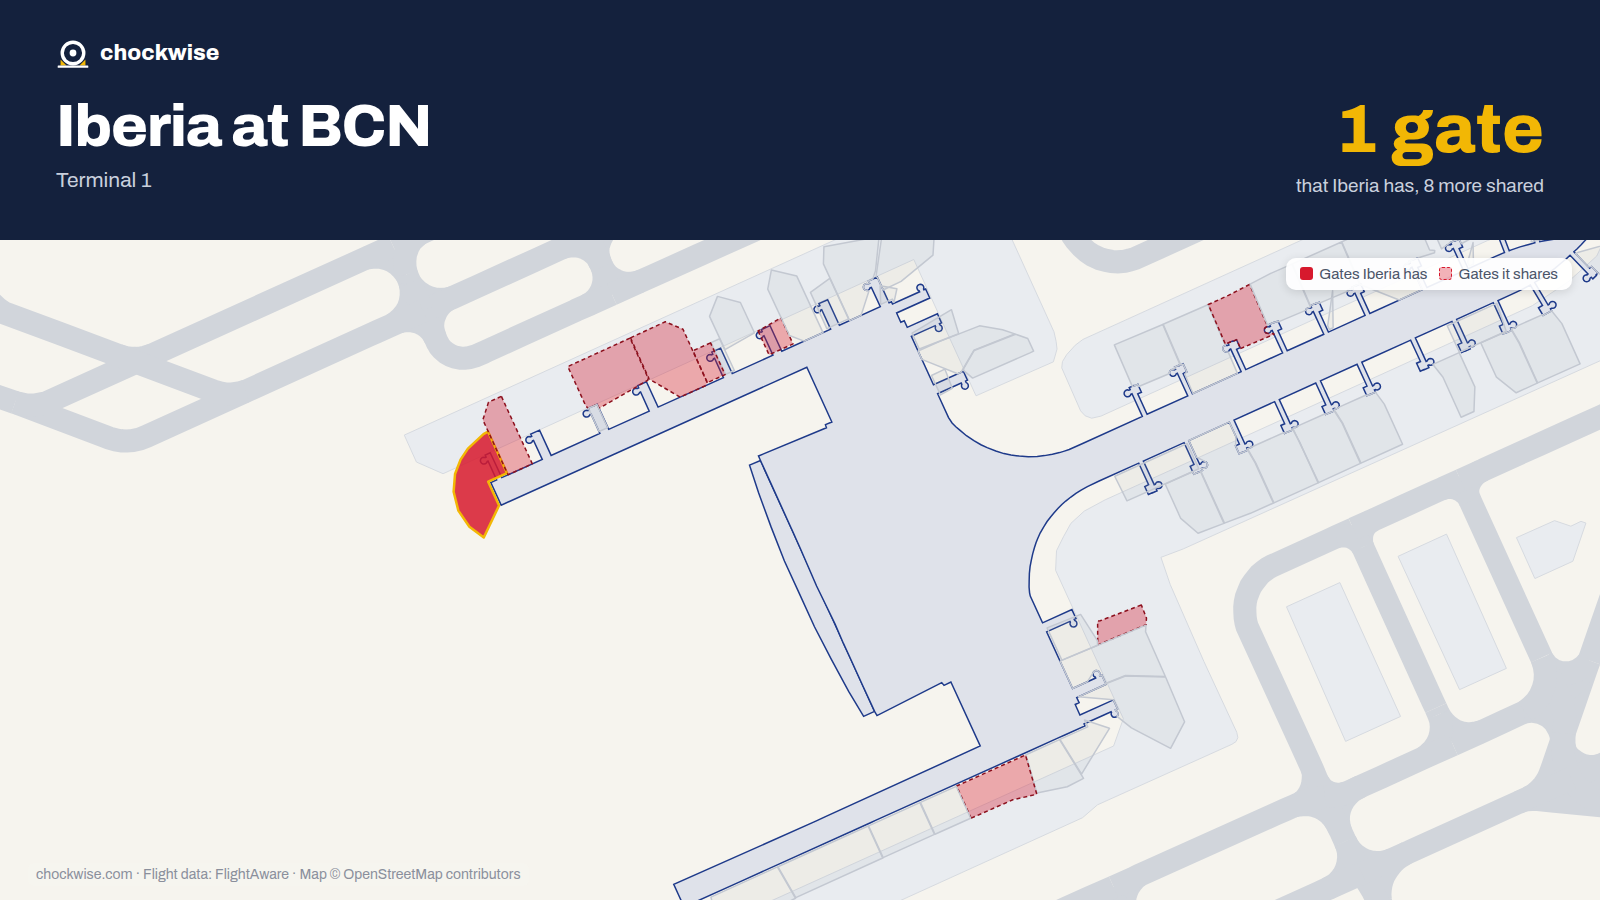 chockwise
Iberia at BCN
Terminal 1
1 gate
that Iberia has, 8 more shared
Gates Iberia has
Gates it shares
chockwise.com · Flight data: FlightAware · Map © OpenStreetMap contributors